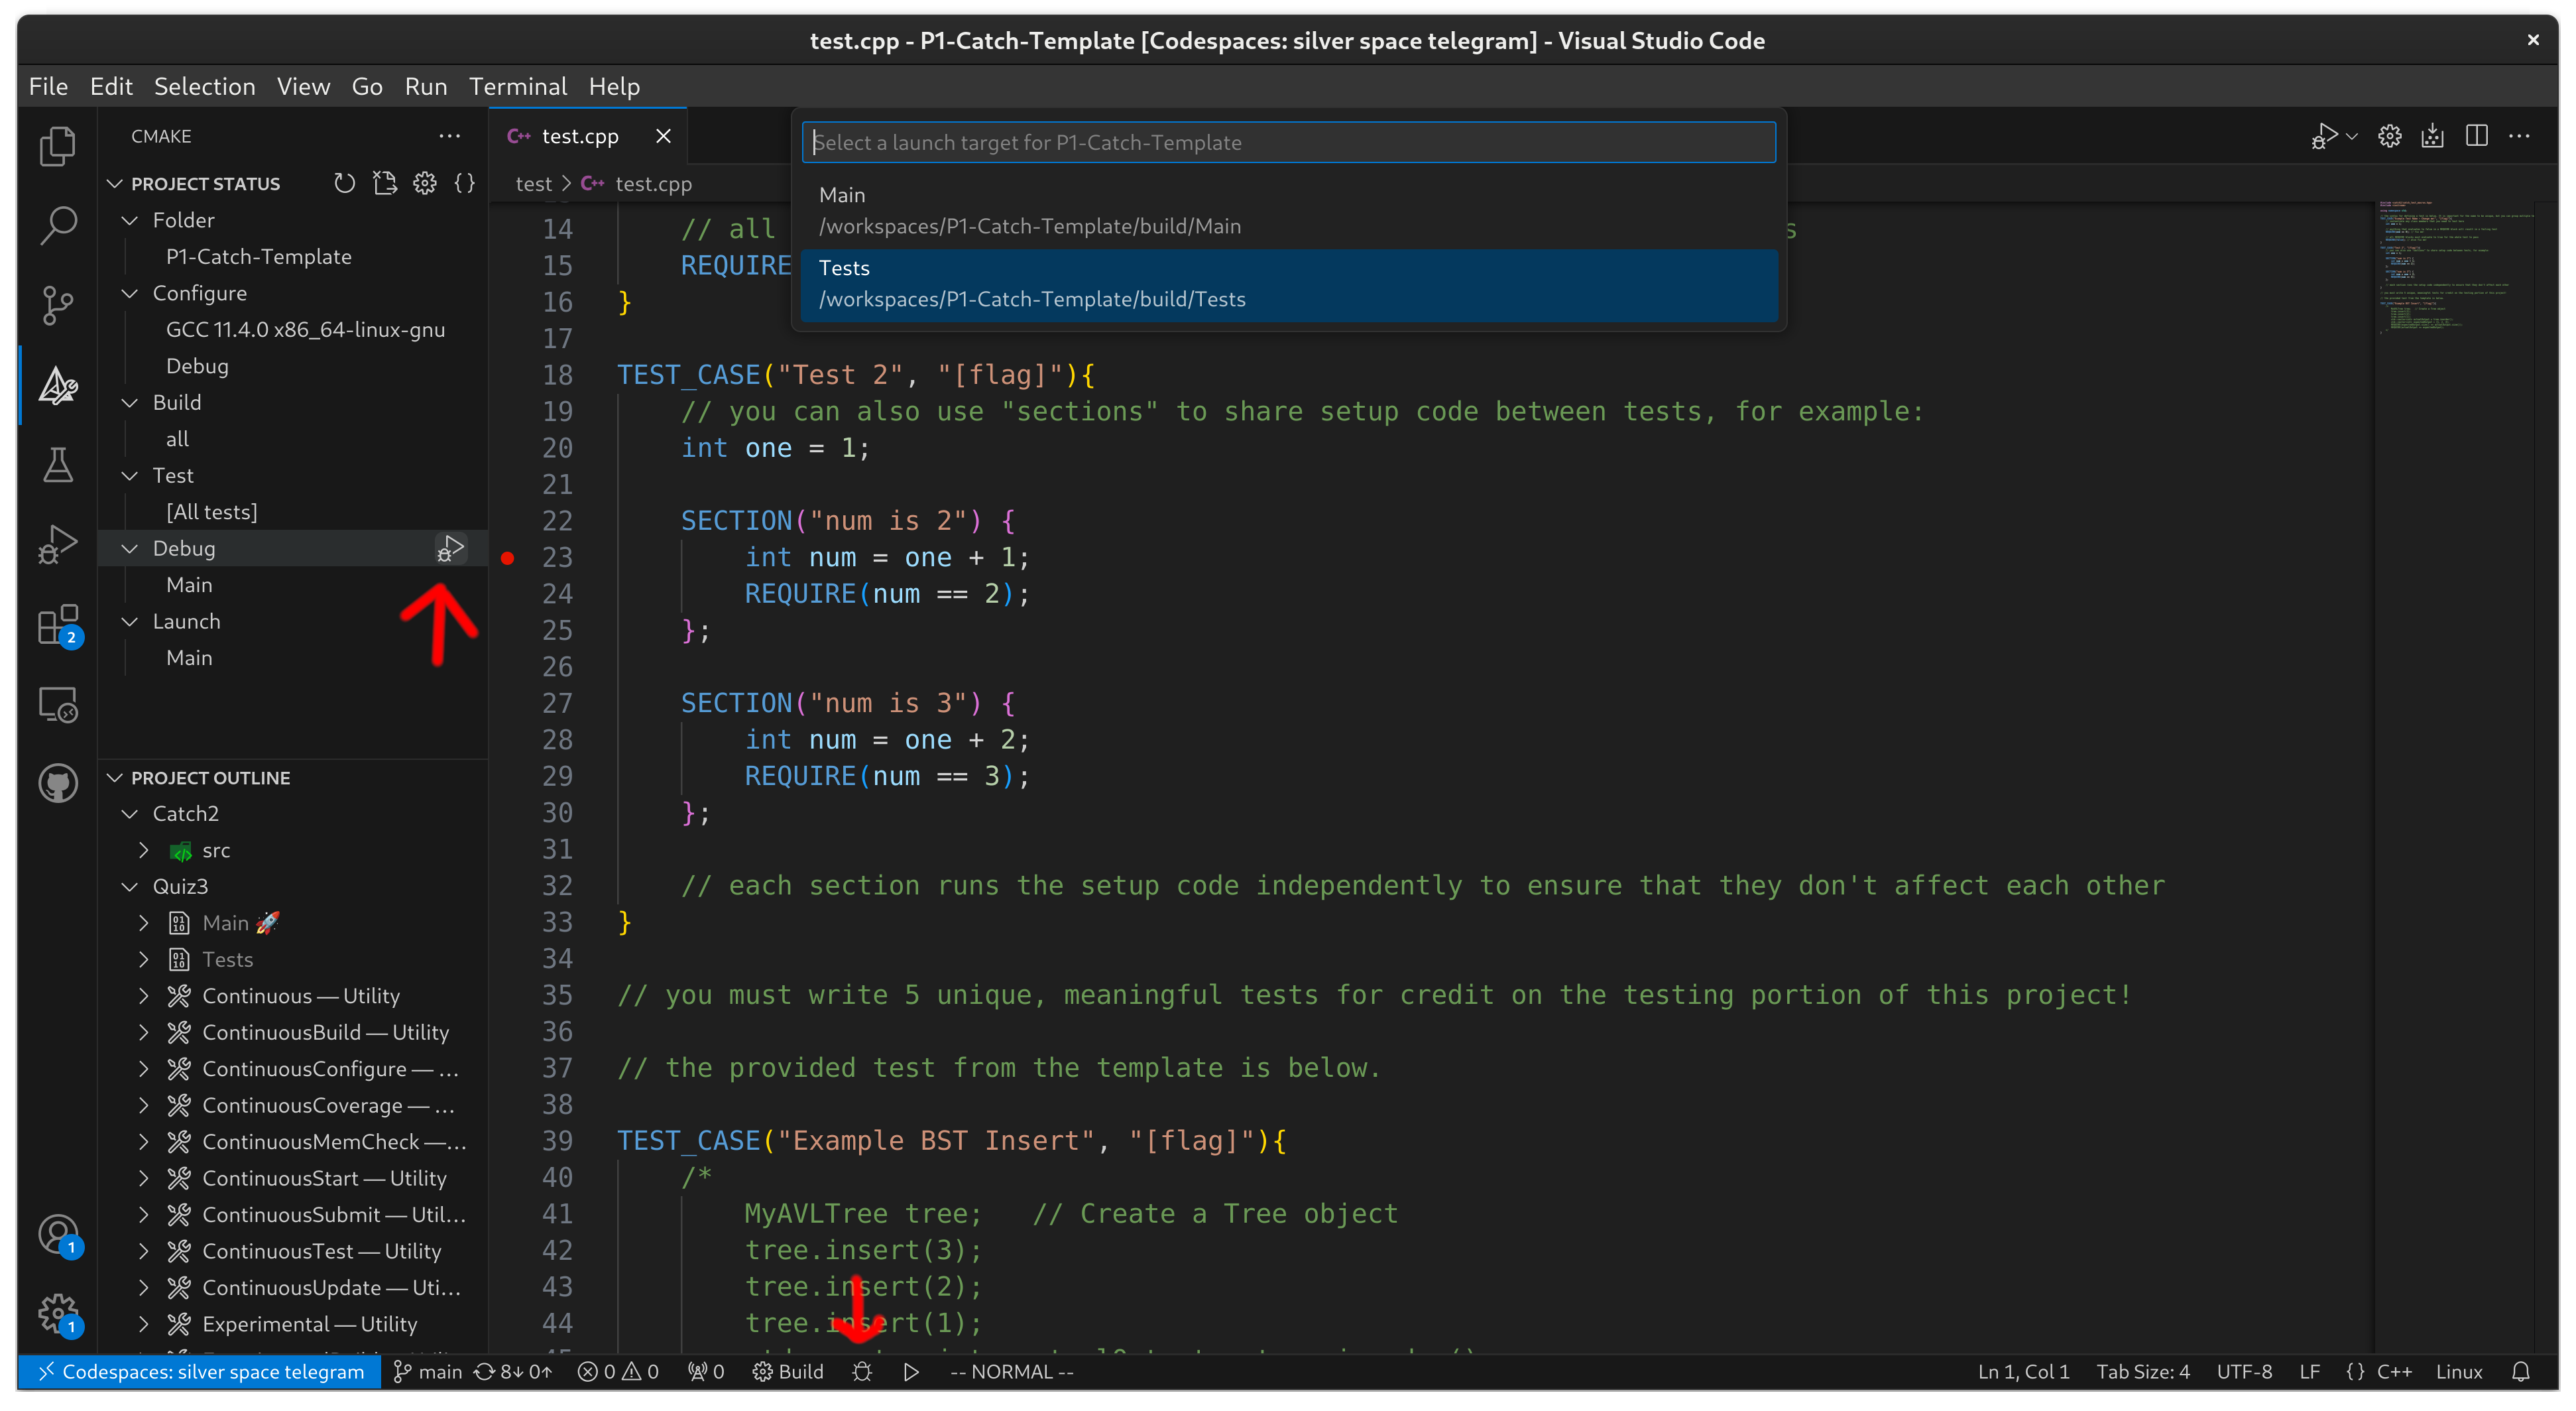 test.cpp - P1-Catch-Template [Codespaces: silver space telegram] - Visual Studio Code
File Edit Selection View Go Run Terminal Help
CMAKE
PROJECT STATUS
Folder
P1-Catch-Template
Configure
GCC 11.4.0 x86_64-linux-gnu
Debug
Build
all
Test
[All tests]
Debug
Main
Launch
Main
PROJECT OUTLINE
Catch2
src
Quiz3
Main 🚀
Tests
Continuous — Utility
ContinuousBuild — Utility
ContinuousConfigure — ...
ContinuousCoverage — ...
ContinuousMemCheck —...
ContinuousStart — Utility
ContinuousSubmit — Util...
ContinuousTest — Utility
ContinuousUpdate — Uti...
Experimental — Utility
2
1
1
C++ test.cpp
test > C++ test.cpp
Select a launch target for P1-Catch-Template
Main
/workspaces/P1-Catch-Template/build/Main
Tests
/workspaces/P1-Catch-Template/build/Tests
14 // all
15 REQUIRE
16 }
17
18 TEST_CASE("Test 2", "[flag]"){
19 // you can also use "sections" to share setup code between tests, for example:
20 int one = 1;
21
22 SECTION("num is 2") {
23 int num = one + 1;
24 REQUIRE(num == 2);
25 };
26
27 SECTION("num is 3") {
28 int num = one + 2;
29 REQUIRE(num == 3);
30 };
31
32 // each section runs the setup code independently to ensure that they don't affect each other
33 }
34
35 // you must write 5 unique, meaningful tests for credit on the testing portion of this project!
36
37 // the provided test from the template is below.
38
39 TEST_CASE("Example BST Insert", "[flag]"){
40 /*
41 MyAVLTree tree; // Create a Tree object
42 tree.insert(3);
43 tree.insert(2);
44 tree.insert(1);
Codespaces: silver space telegram main 8↓ 0↑ 0 0 0 Build -- NORMAL -- Ln 1, Col 1 Tab Size: 4 UTF-8 LF {} C++ Linux